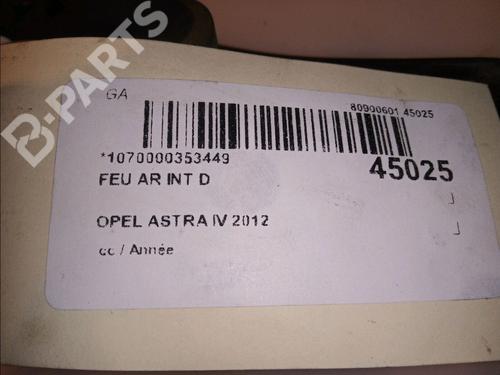 B-PARTS
GA
80900601 45025
*1070000353449
45025
FEU AR INT D
OPEL ASTRA IV 2012
cc / Année